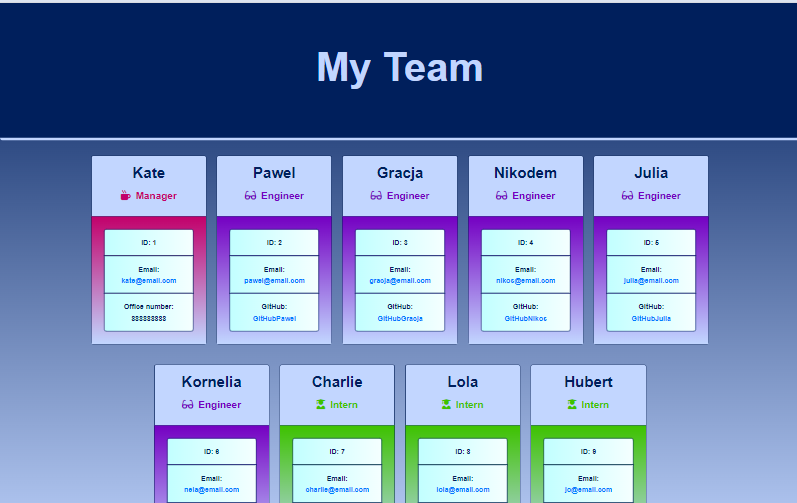 My Team
Kate
Manager
ID: 1
Email:
kate@email.com
Office number:
888888888
Pawel
Engineer
ID: 2
Email:
pawel@email.com
GitHub:
GitHubPawel
Gracja
Engineer
ID: 3
Email:
gracja@email.com
GitHub:
GitHubGracja
Nikodem
Engineer
ID: 4
Email:
nikos@email.com
GitHub:
GitHubNikos
Julia
Engineer
ID: 5
Email:
julia@email.com
GitHub:
GitHubJulia
Kornelia
Engineer
ID: 6
Email:
nela@email.com
Charlie
Intern
ID: 7
Email:
charlie@email.com
Lola
Intern
ID: 8
Email:
lola@email.com
Hubert
Intern
ID: 9
Email:
jo@email.com